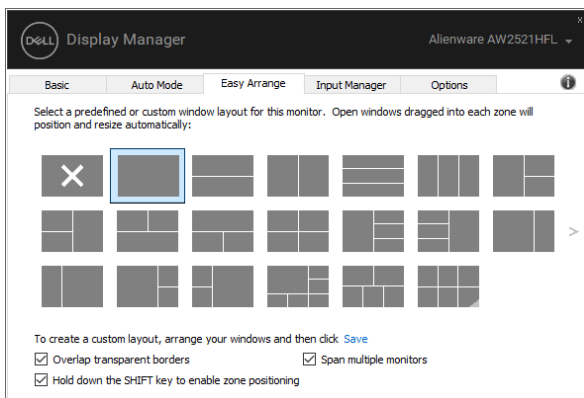 DELL Display Manager
Alienware AW2521HFL
Basic Auto Mode Easy Arrange Input Manager Options
Select a predefined or custom window layout for this monitor. Open windows dragged into each zone will
position and resize automatically:
To create a custom layout, arrange your windows and then click Save
Overlap transparent borders Span multiple monitors
Hold down the SHIFT key to enable zone positioning